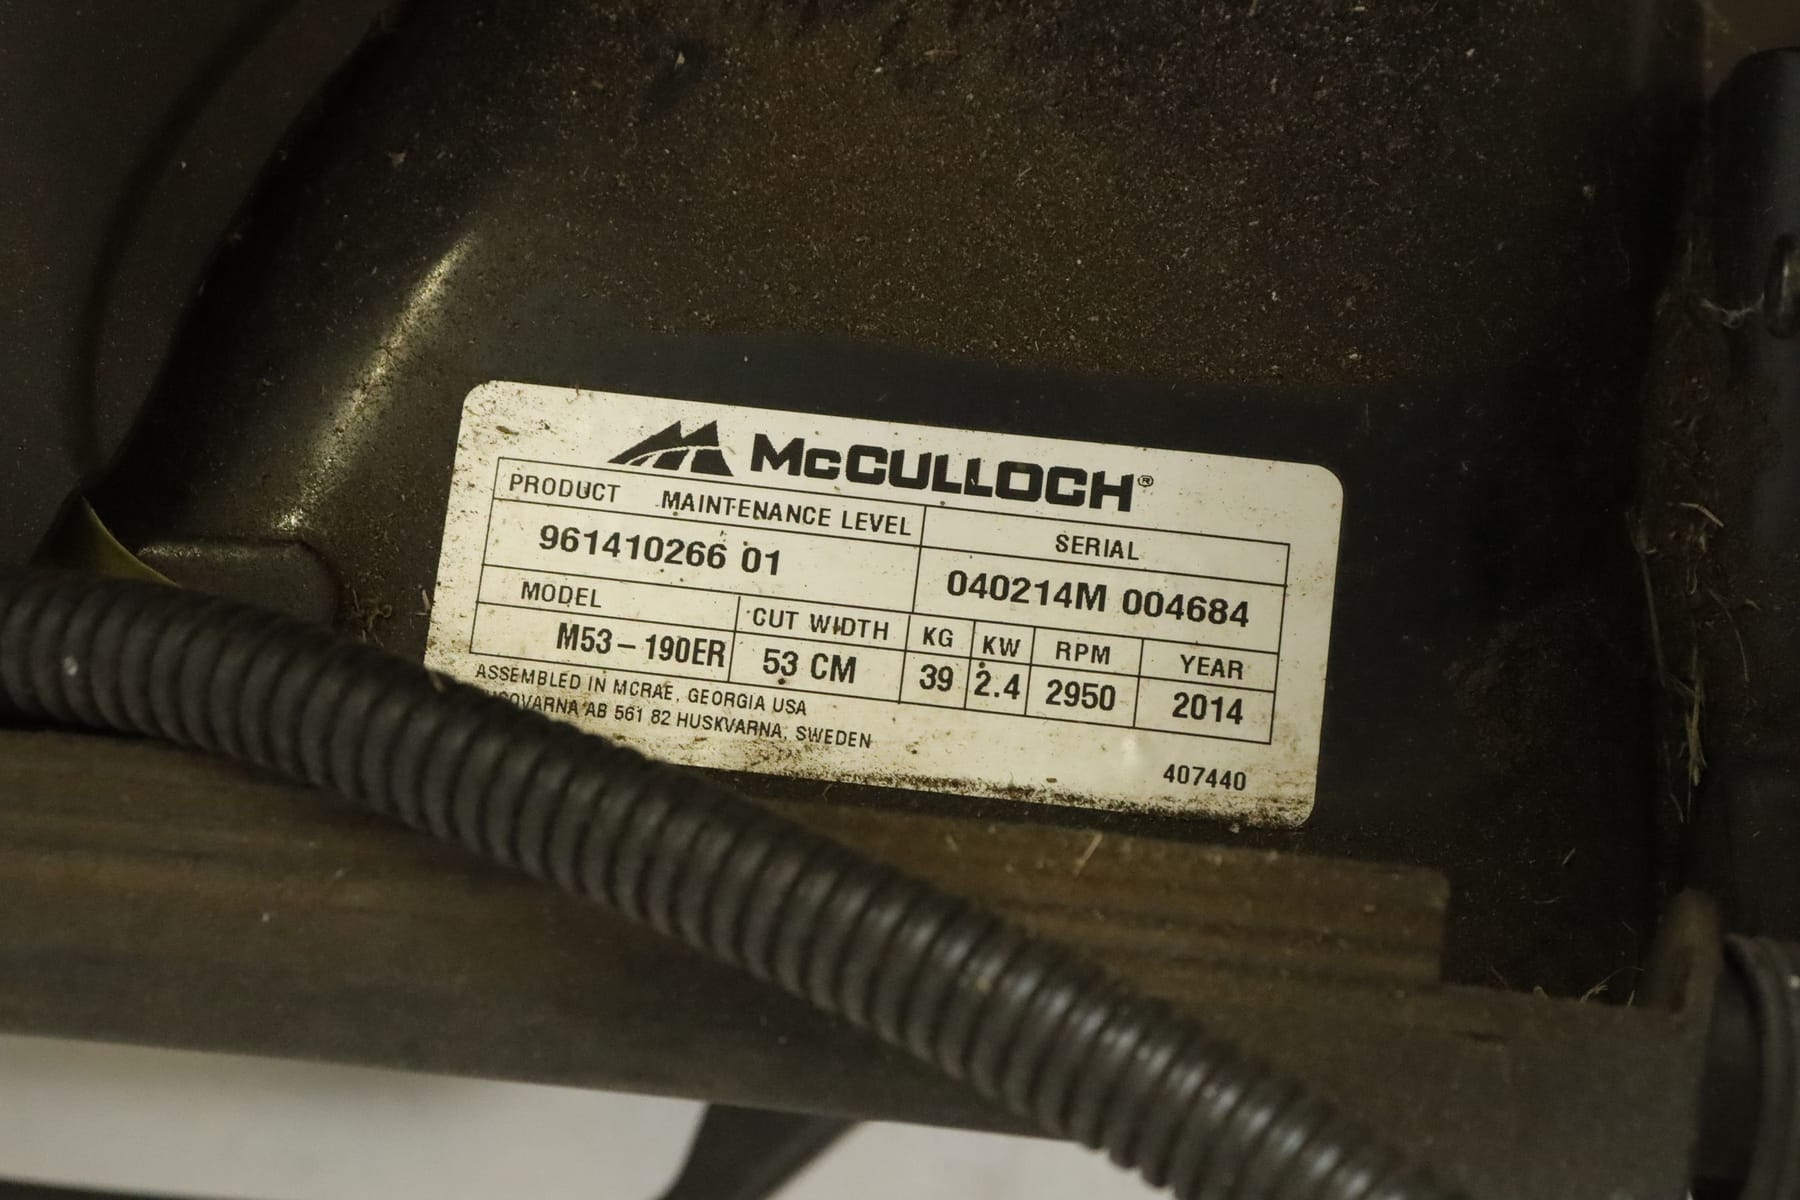 McCULLOCH®
PRODUCT MAINTENANCE LEVEL
961410266 01
SERIAL
040214M 004684
MODEL
M53-190ER
CUT WIDTH
53 CM
KG
39
KW
2.4
RPM
2950
YEAR
2014
ASSEMBLED IN MCRAE, GEORGIA USA
AB 561 82 HUSKVARNA, SWEDEN
407440